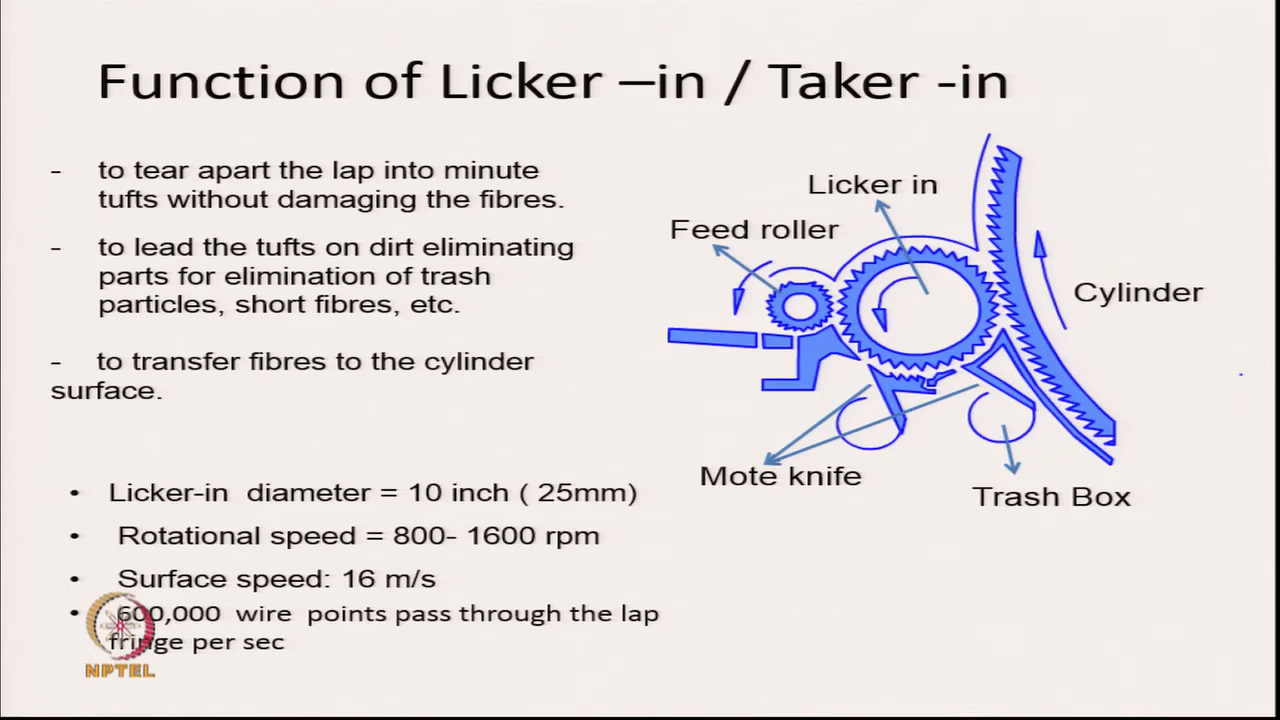 Function of Licker –in / Taker -in
- to tear apart the lap into minute
tufts without damaging the fibres.
- to lead the tufts on dirt eliminating
parts for elimination of trash
particles, short fibres, etc.
- to transfer fibres to the cylinder
surface.
• Licker-in diameter = 10 inch ( 25mm)
• Rotational speed = 800- 1600 rpm
• Surface speed: 16 m/s
• 600,000 wire points pass through the lap
fringe per sec
Licker in
Feed roller
Cylinder
Mote knife
Trash Box
NPTEL